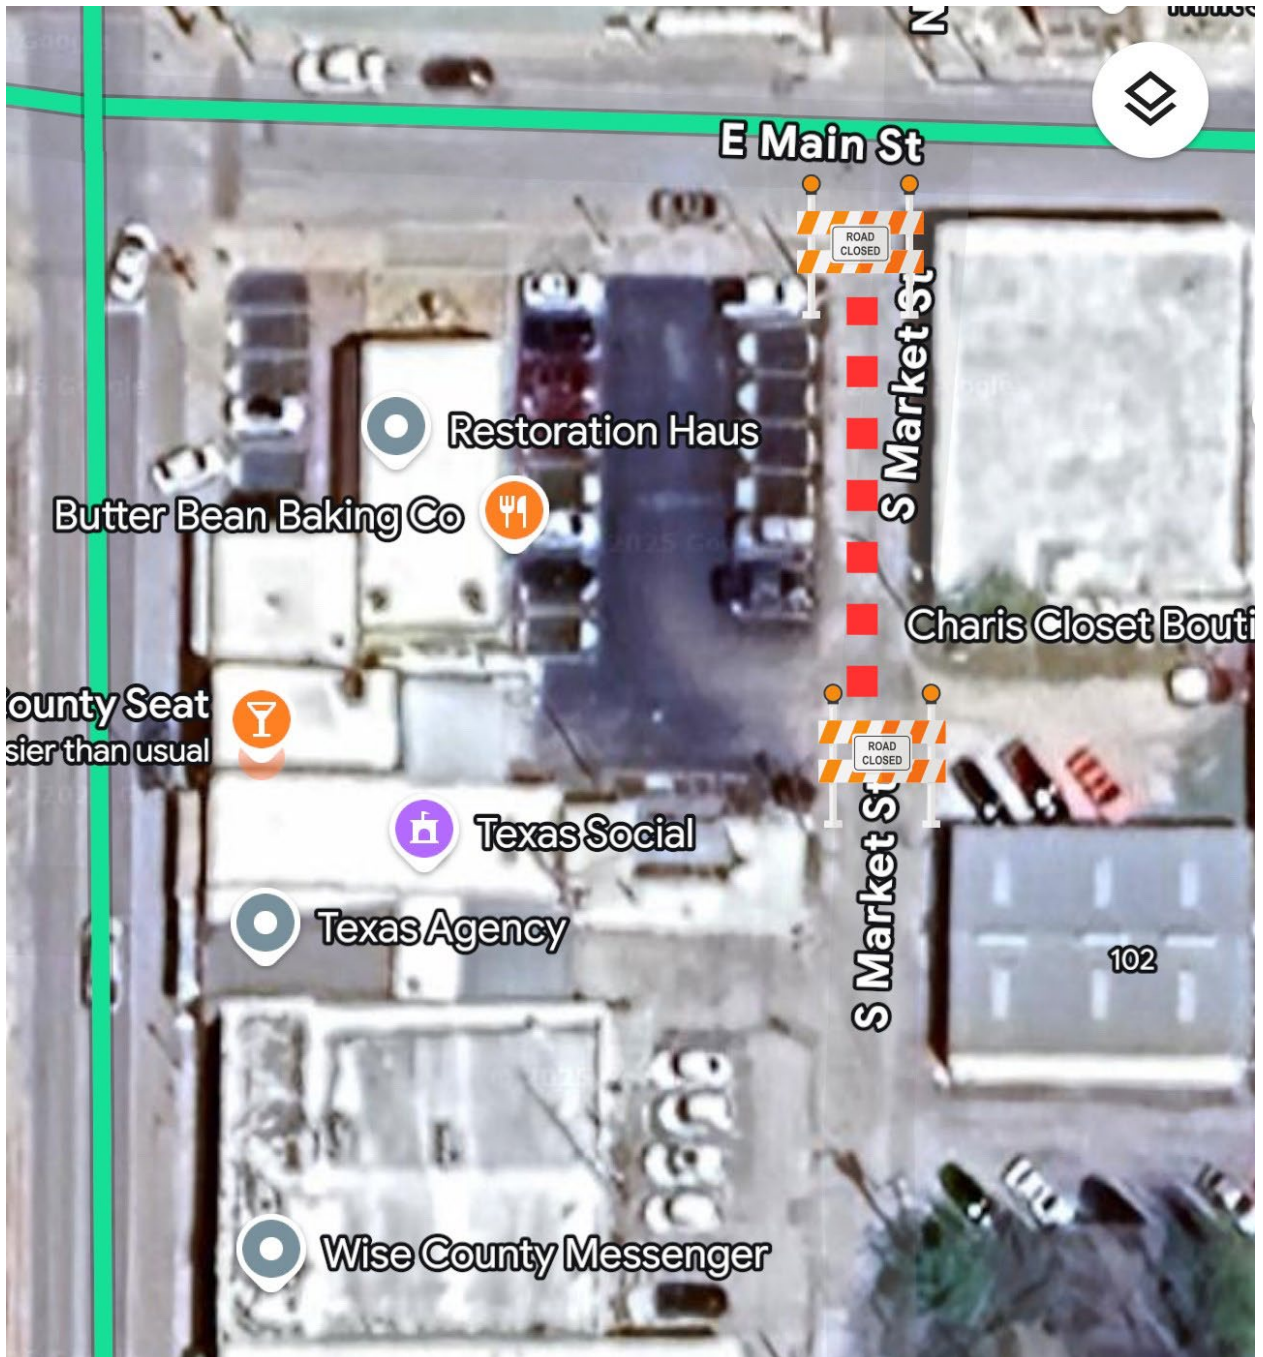 N
E Main St
ROAD
CLOSED
S Market St
Restoration Haus
Butter Bean Baking Co
Charis Closet Bouti
ounty Seat
sier than usual
ROAD
CLOSED
Texas Social
S Market St
Texas Agency
102
Wise County Messenger